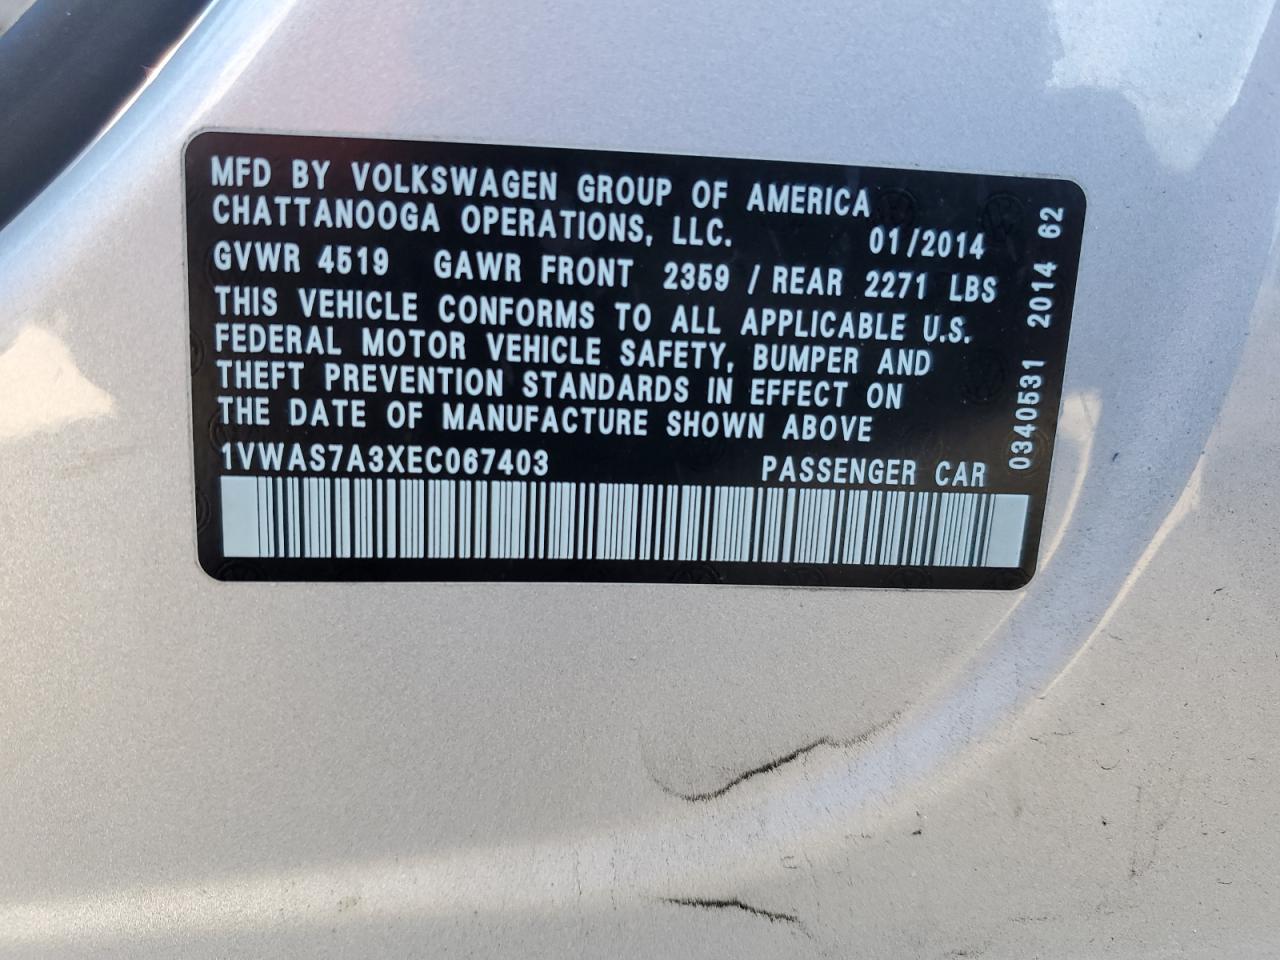 MFD BY VOLKSWAGEN GROUP OF AMERICA
CHATTANOOGA OPERATIONS, LLC. 01/2014
GVWR 4519 GAWR FRONT 2359 / REAR 2271 LBS
THIS VEHICLE CONFORMS TO ALL APPLICABLE U.S.
FEDERAL MOTOR VEHICLE SAFETY, BUMPER AND
THEFT PREVENTION STANDARDS IN EFFECT ON
THE DATE OF MANUFACTURE SHOWN ABOVE
1VWAS7A3XEC067403 PASSENGER CAR
0340531 2014 62